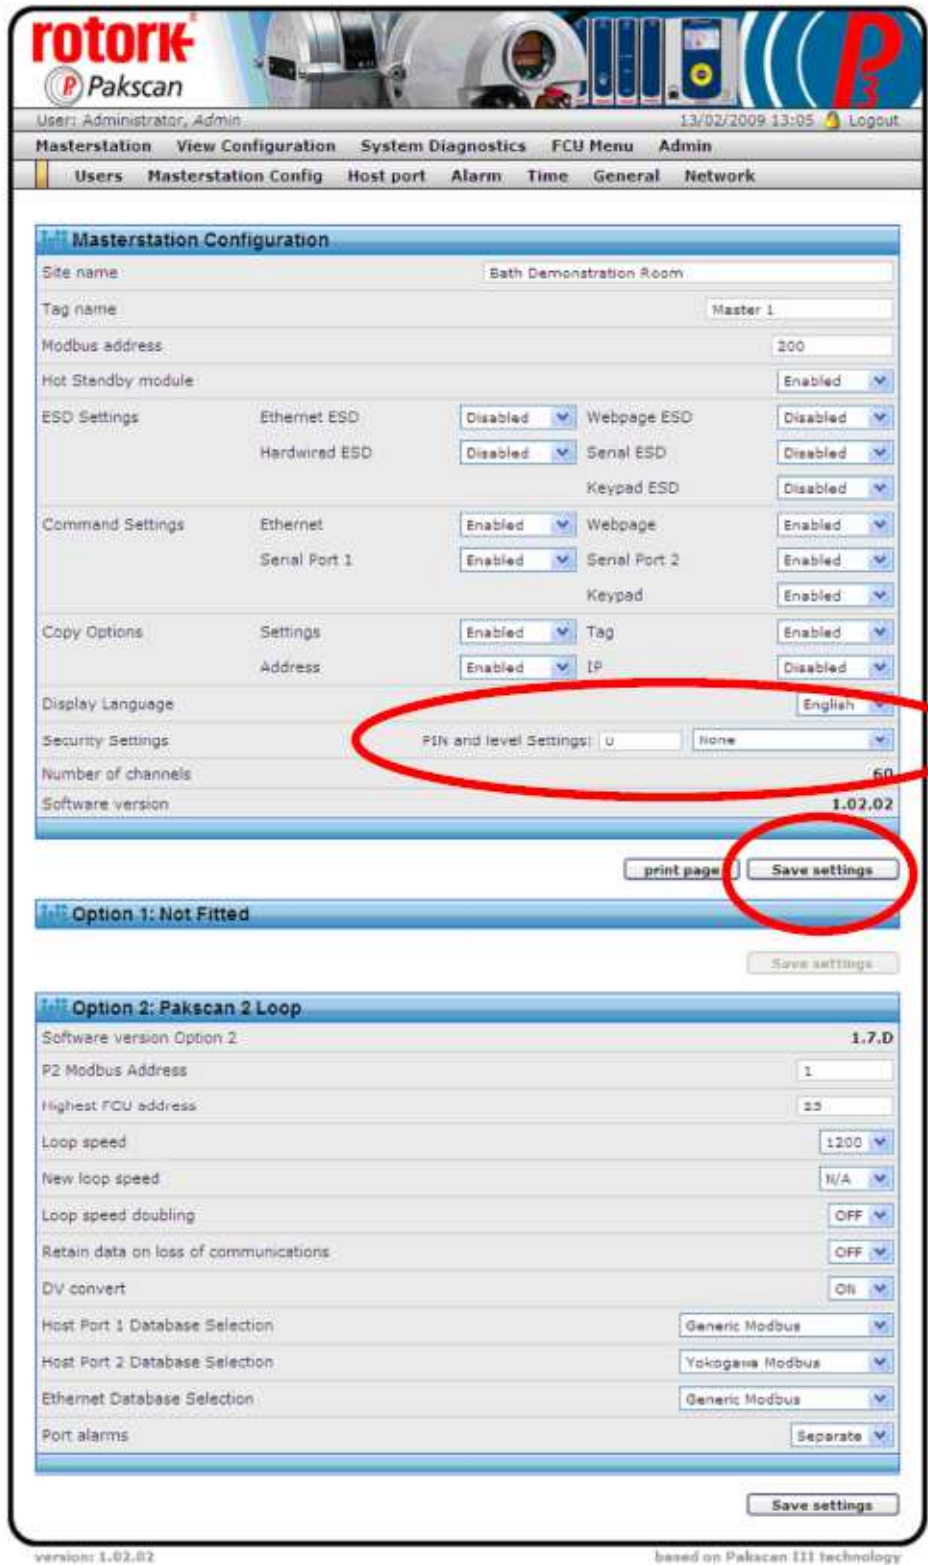 rotork
Pakscan
P3
User: Administrator, Admin 13/02/2009 13:05 Logout
Masterstation View Configuration System Diagnostics FCU Menu Admin
Users Masterstation Config Host port Alarm Time General Network
Masterstation Configuration
Site name Bath Demonstration Room
Tag name Master 1
Modbus address 200
Hot Standby module Enabled
ESD Settings Ethernet ESD Disabled Webpage ESD Disabled
Hardwired ESD Disabled Serial ESD Disabled
Keypad ESD Disabled
Command Settings Ethernet Enabled Webpage Enabled
Serial Port 1 Enabled Serial Port 2 Enabled
Keypad Enabled
Copy Options Settings Enabled Tag Enabled
Address Enabled IP Disabled
Display Language English
Security Settings PIN and level Settings: 0 None
Number of channels 60
Software version 1.02.02
print page Save settings
Option 1: Not Fitted
Save settings
Option 2: Pakscan 2 Loop
Software version Option 2 1.7.D
P2 Modbus Address 1
Highest FCU address
Loop speed 1200
New loop speed N/A
Loop speed doubling OFF
Retain data on loss of communications OFF
DV convert ON
Host Port 1 Database Selection Generic Modbus
Host Port 2 Database Selection Yokogawa Modbus
Ethernet Database Selection Generic Modbus
Port alarms Separate
Save settings
version: 1.02.02 based on Pakscan III technology